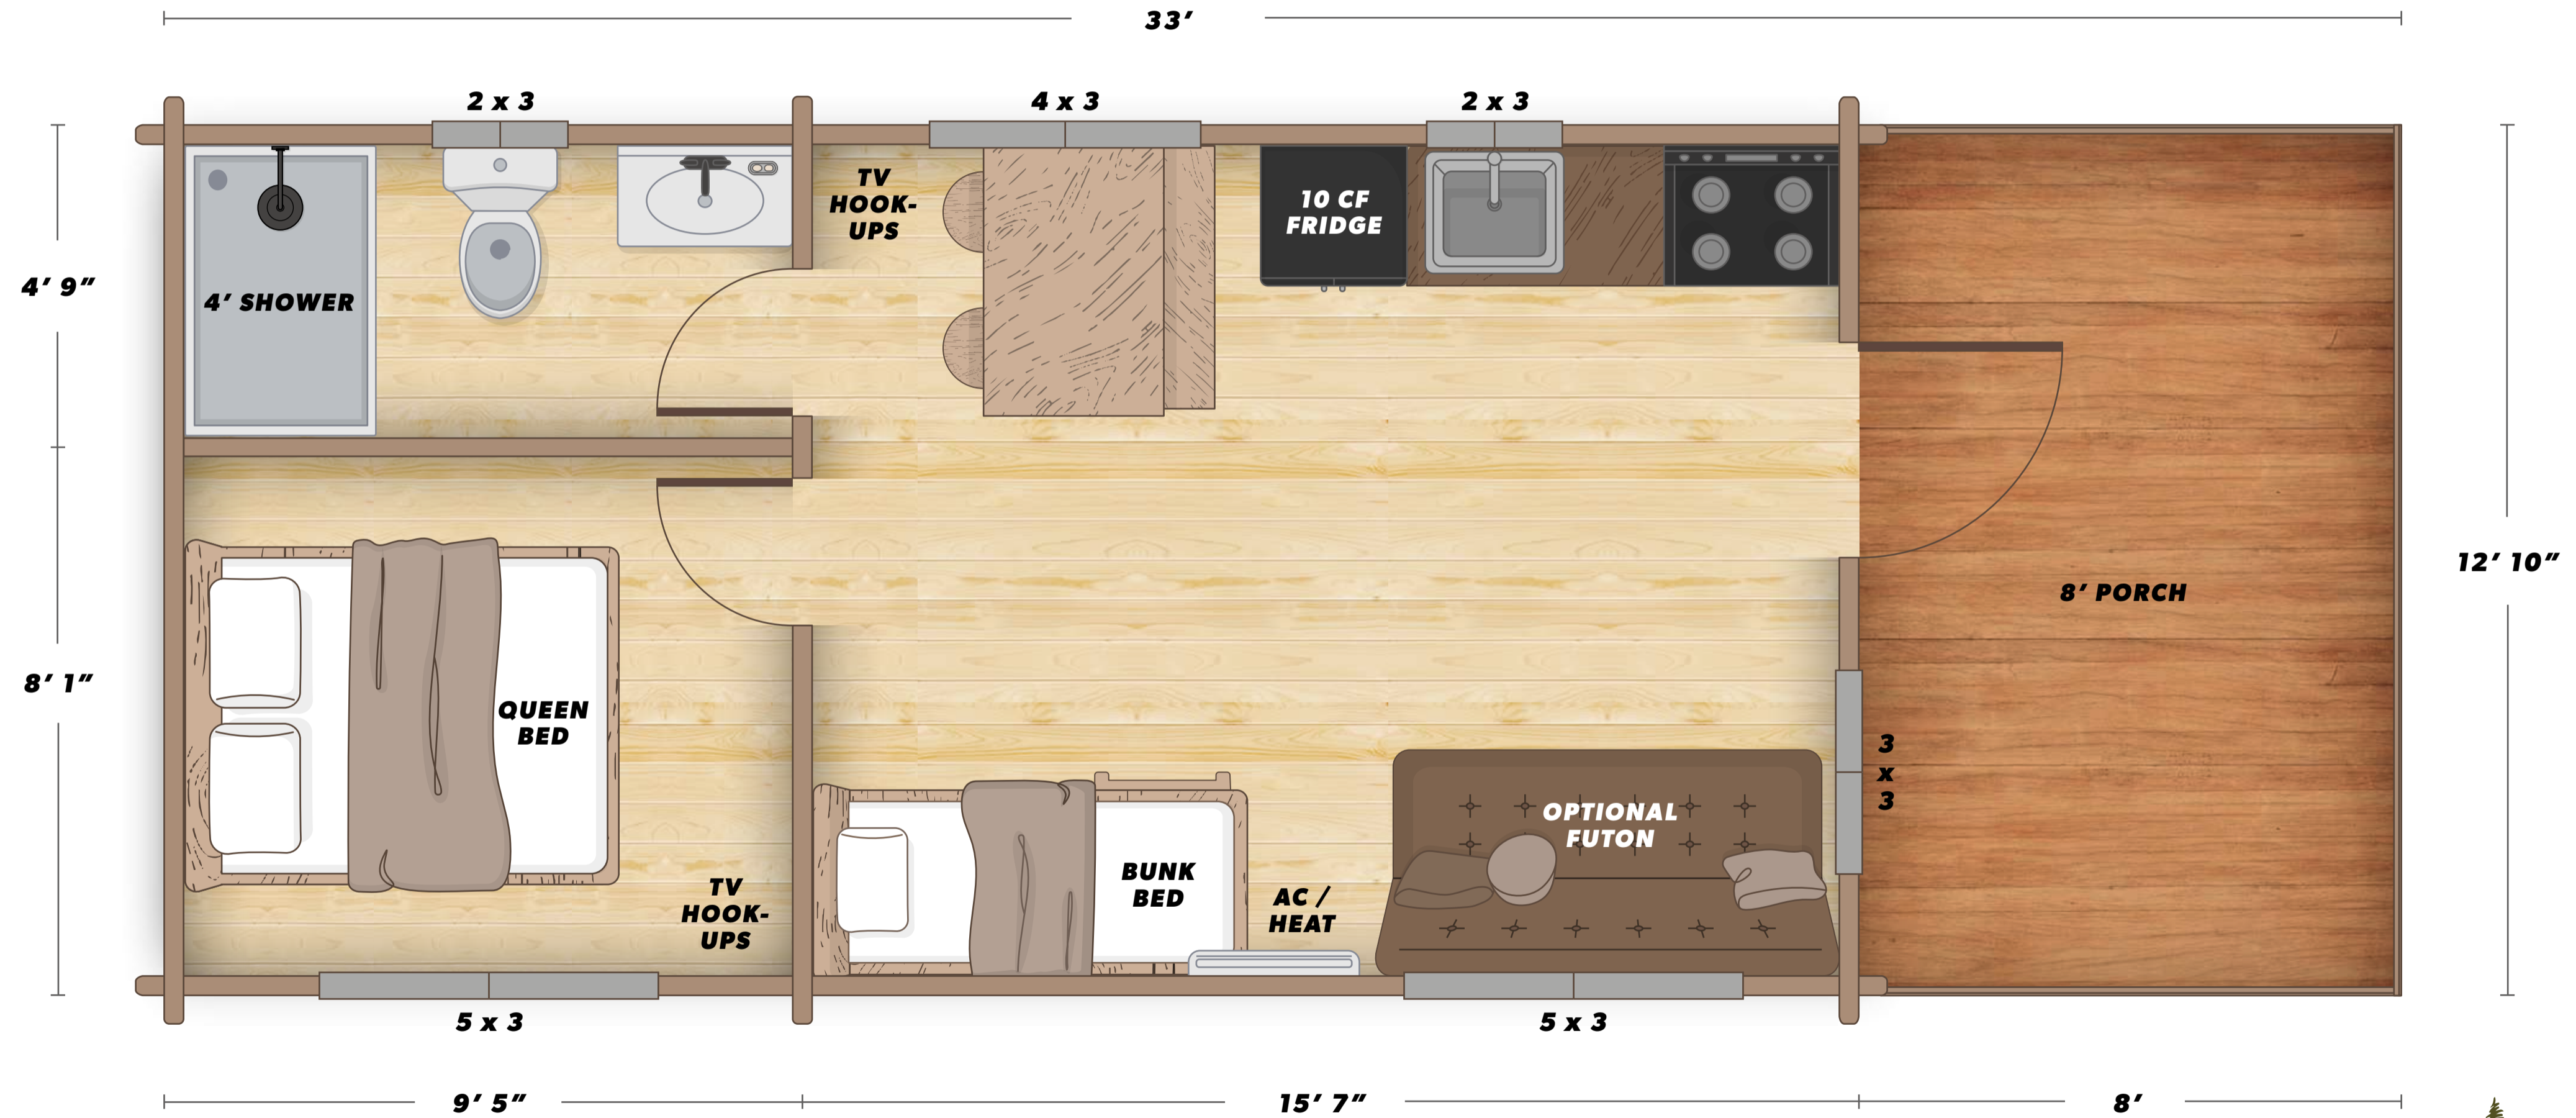 33’
2 x 3
4 x 3
2 x 3
TV
HOOK-
UPS
10 CF
FRIDGE
4’ 9”
4’ SHOWER
12’ 10”
8’ PORCH
8’ 1”
QUEEN
BED
3
x
3
OPTIONAL
FUTON
BUNK
BED
TV
HOOK-
UPS
AC /
HEAT
5 x 3
5 x 3
9’ 5”
15’ 7”
8’